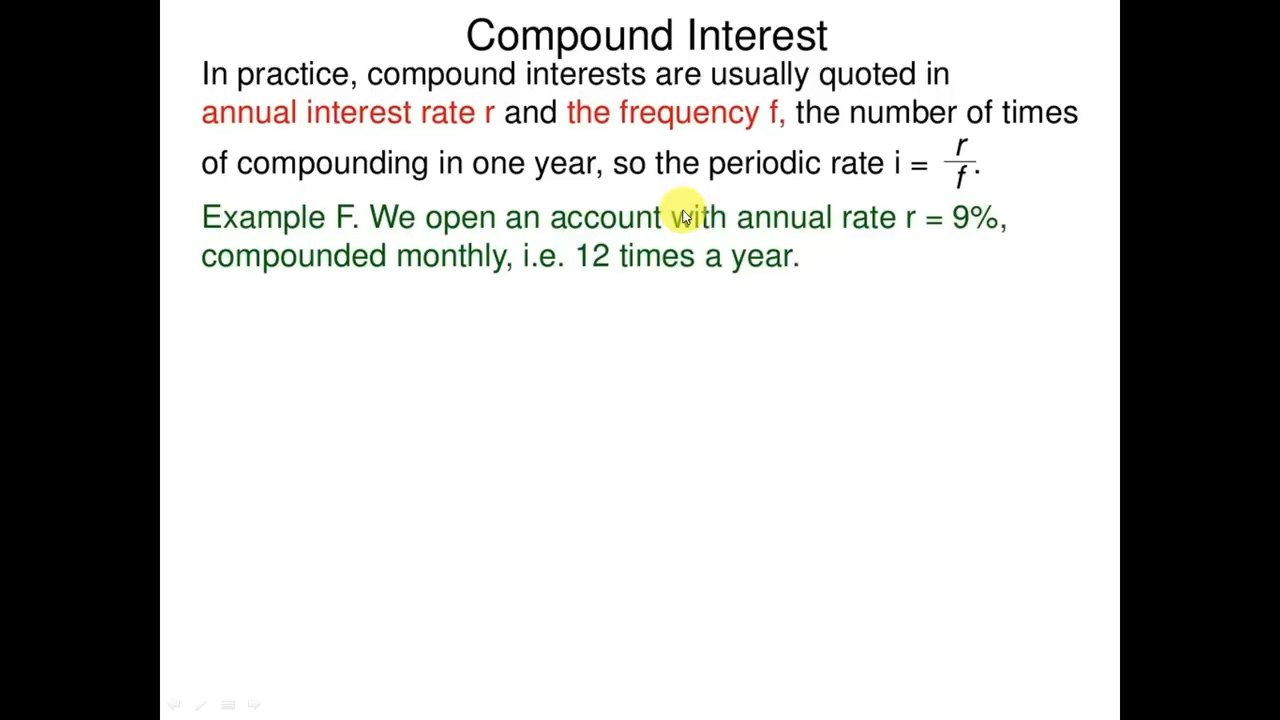 Compound Interest
In practice, compound interests are usually quoted in
annual interest rate r and the frequency f, the number of times
of compounding in one year, so the periodic rate i = r/f.
Example F. We open an account with annual rate r = 9%,
compounded monthly, i.e. 12 times a year.